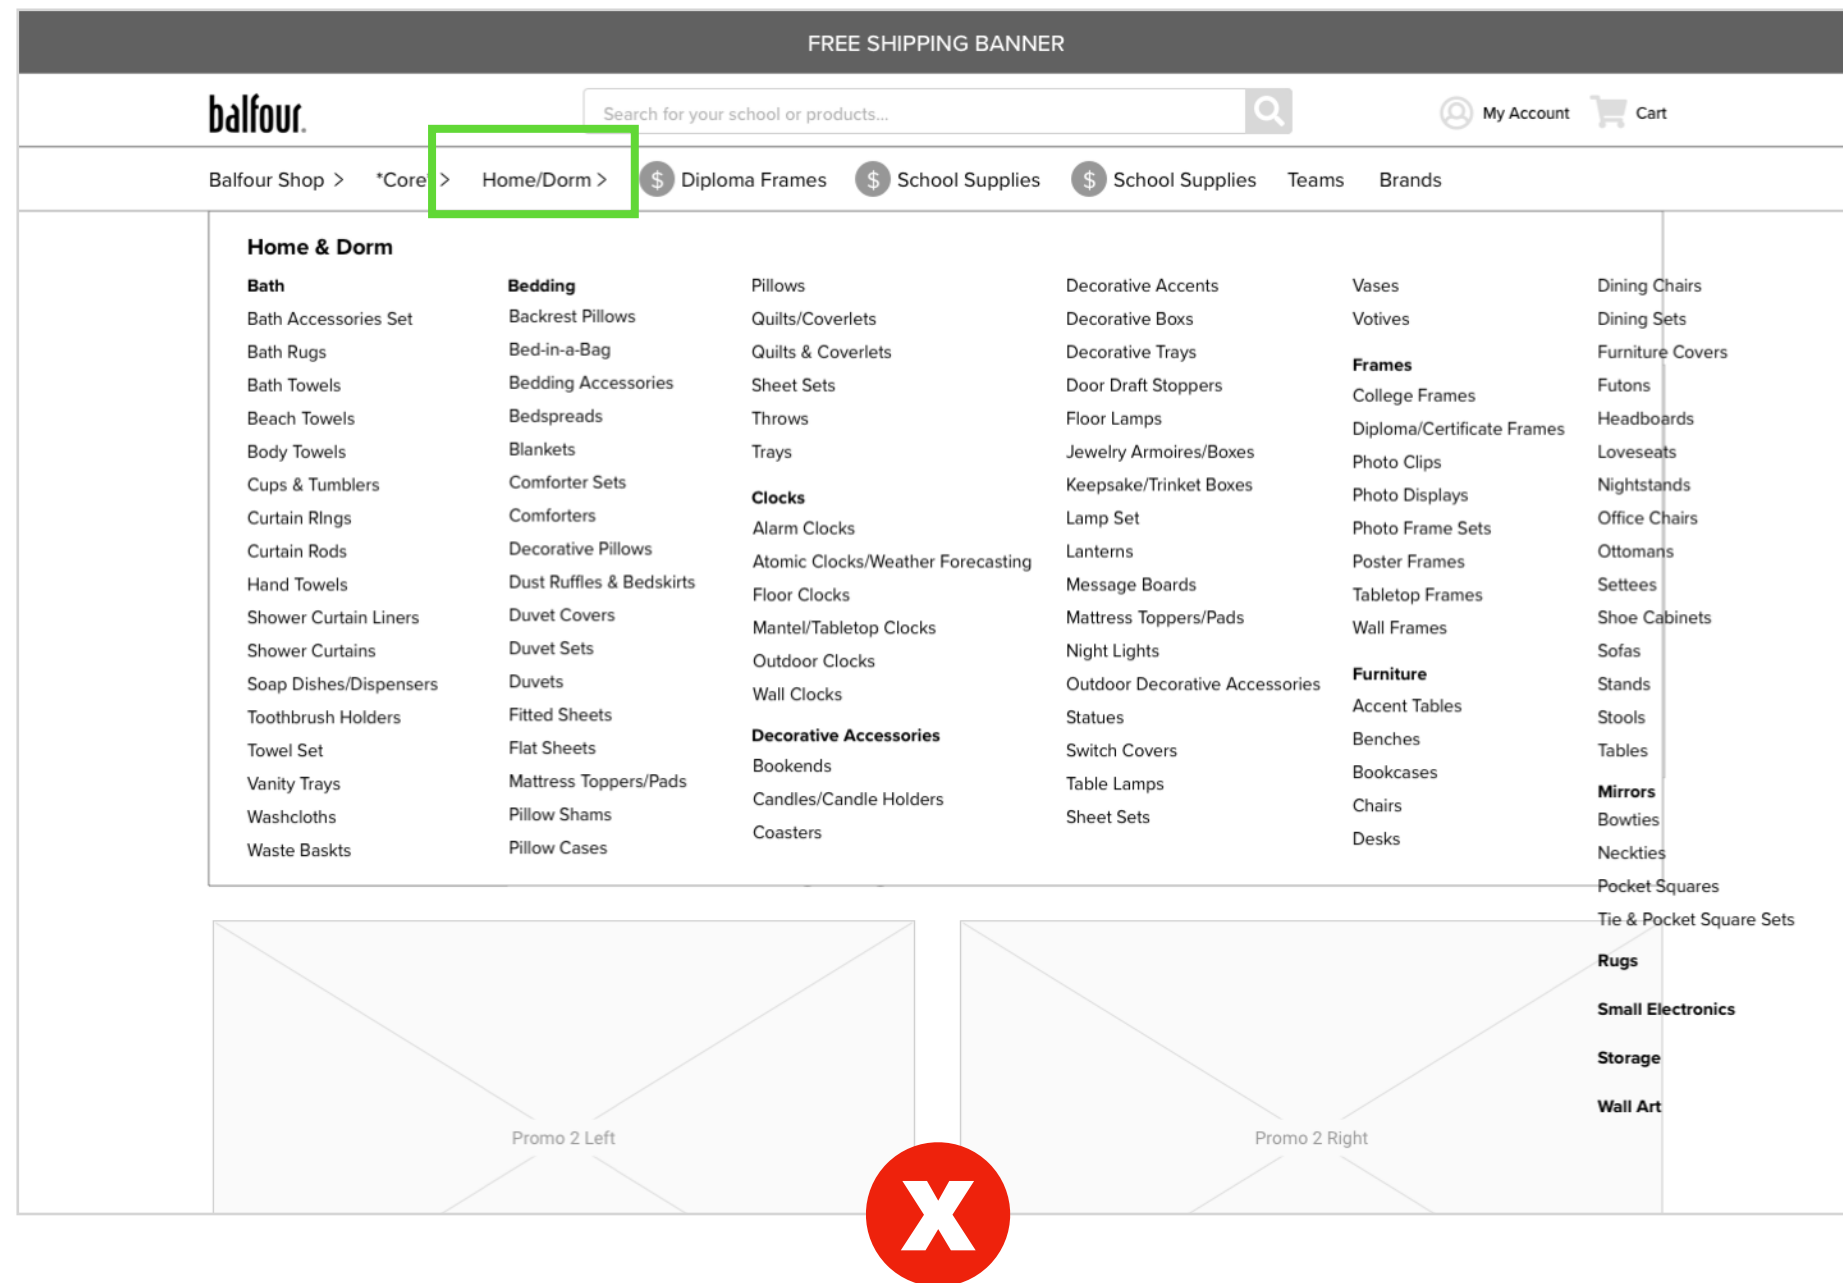 FREE SHIPPING BANNER
balfour.
Search for your school or products...
My Account
Cart
Balfour Shop >
*Core* >
Home/Dorm >
$ Diploma Frames
$ School Supplies
$ School Supplies
Teams
Brands
Home & Dorm
Bath
Bath Accessories Set
Bath Rugs
Bath Towels
Beach Towels
Body Towels
Cups & Tumblers
Curtain RIngs
Curtain Rods
Hand Towels
Shower Curtain Liners
Shower Curtains
Soap Dishes/Dispensers
Toothbrush Holders
Towel Set
Vanity Trays
Washcloths
Waste Baskts
Bedding
Backrest Pillows
Bed-in-a-Bag
Bedding Accessories
Bedspreads
Blankets
Comforter Sets
Comforters
Decorative Pillows
Dust Ruffles & Bedskirts
Duvet Covers
Duvet Sets
Duvets
Fitted Sheets
Flat Sheets
Mattress Toppers/Pads
Pillow Shams
Pillow Cases
Pillows
Quilts/Coverlets
Quilts & Coverlets
Sheet Sets
Throws
Trays
Clocks
Alarm Clocks
Atomic Clocks/Weather Forecasting
Floor Clocks
Mantel/Tabletop Clocks
Outdoor Clocks
Wall Clocks
Decorative Accessories
Bookends
Candles/Candle Holders
Coasters
Decorative Accents
Decorative Boxs
Decorative Trays
Door Draft Stoppers
Floor Lamps
Jewelry Armoires/Boxes
Keepsake/Trinket Boxes
Lamp Set
Lanterns
Message Boards
Mattress Toppers/Pads
Night Lights
Outdoor Decorative Accessories
Statues
Switch Covers
Table Lamps
Sheet Sets
Vases
Votives
Frames
College Frames
Diploma/Certificate Frames
Photo Clips
Photo Displays
Photo Frame Sets
Poster Frames
Tabletop Frames
Wall Frames
Furniture
Accent Tables
Benches
Bookcases
Chairs
Desks
Dining Chairs
Dining Sets
Furniture Covers
Futons
Headboards
Loveseats
Nightstands
Office Chairs
Ottomans
Settees
Shoe Cabinets
Sofas
Stands
Stools
Tables
Mirrors
Bowties
Neckties
Pocket Squares
Tie & Pocket Square Sets
Rugs
Small Electronics
Storage
Wall Art
Promo 2 Left
Promo 2 Right
X